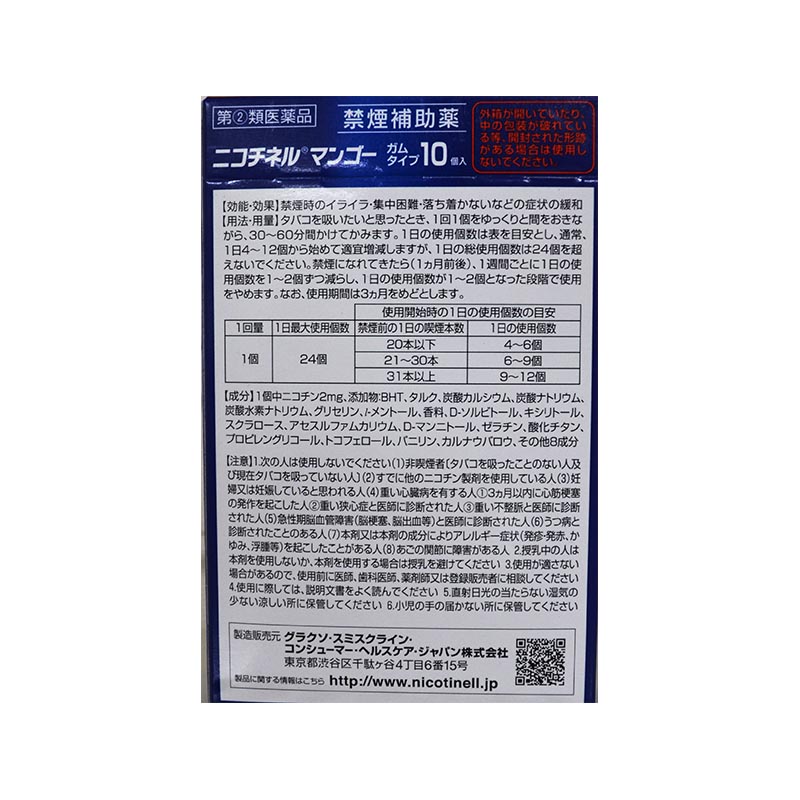 指②類医薬品
禁煙補助薬
外箱が開いていたり、
中の包装が破れてい
る等、開封された形跡
がある場合は使用し
ないでください。
ニコチネル®マンゴー ガム
タイプ 10個入
【効能・効果】禁煙時のイライラ・集中困難・落ち着かないなどの症状の緩和
【用法・用量】タバコを吸いたいと思ったとき、1回1個をゆっくりと間をおきな
がら、30〜60分間かけてかみます。1日の使用個数は表を目安とし、通常、
1日4〜12個から始めて適宜増減しますが、1日の総使用個数は24個を超
えないでください。禁煙になれてきたら(1ヵ月前後)、1週間ごとに1日の使
用個数を1〜2個ずつ減らし、1日の使用個数が1〜2個となった段階で使用
をやめます。なお、使用期間は3ヵ月をめどとします。
使用開始時の1日の使用個数の目安
1回量 1日最大使用個数 禁煙前の1日の喫煙本数 1日の使用個数
20本以下 4〜6個
1個 24個 21〜30本 6〜9個
31本以上 9〜12個
【成分】1個中ニコチン2mg、添加物:BHT、タルク、炭酸カルシウム、炭酸ナトリウム、
炭酸水素ナトリウム、グリセリン、l-メントール、香料、D-ソルビトール、キシリトール、
スクラロース、アセスルファムカリウム、D-マンニトール、ゼラチン、酸化チタン、
プロピレングリコール、トコフェロール、バニリン、カルナウバロウ、その他8成分
【注意】1.次の人は使用しないでください(1)非喫煙者〔タバコを吸ったことのない人及
び現在タバコを吸っていない人〕(2)すでに他のニコチン製剤を使用している人(3)妊
婦又は妊娠していると思われる人(4)重い心臓病を有する人①3ヵ月以内に心筋梗塞
の発作を起こした人②重い狭心症と医師に診断された人③重い不整脈と医師に診
断された人(5)急性期脳血管障害(脳梗塞、脳出血等)と医師に診断された人(6)うつ病と
診断されたことのある人(7)本剤又は本剤の成分によりアレルギー症状(発疹・発赤、か
ゆみ、浮腫等)を起こしたことがある人(8)あごの関節に障害がある人 2.授乳中の人は
本剤を使用しないか、本剤を使用する場合は授乳を避けてください 3.使用が適さない
場合があるので、使用前に医師、歯科医師、薬剤師又は登録販売者に相談してください
4.使用に際しては、説明文書をよく読んでください 5.直射日光の当たらない湿気の
少ない涼しい所に保管してください 6.小児の手の届かない所に保管してください
製造販売元 グラクソ・スミスクライン・
コンシューマー・ヘルスケア・ジャパン株式会社
東京都渋谷区千駄ヶ谷4丁目6番15号
製品に関する情報はこちら http://www.nicotinell.jp